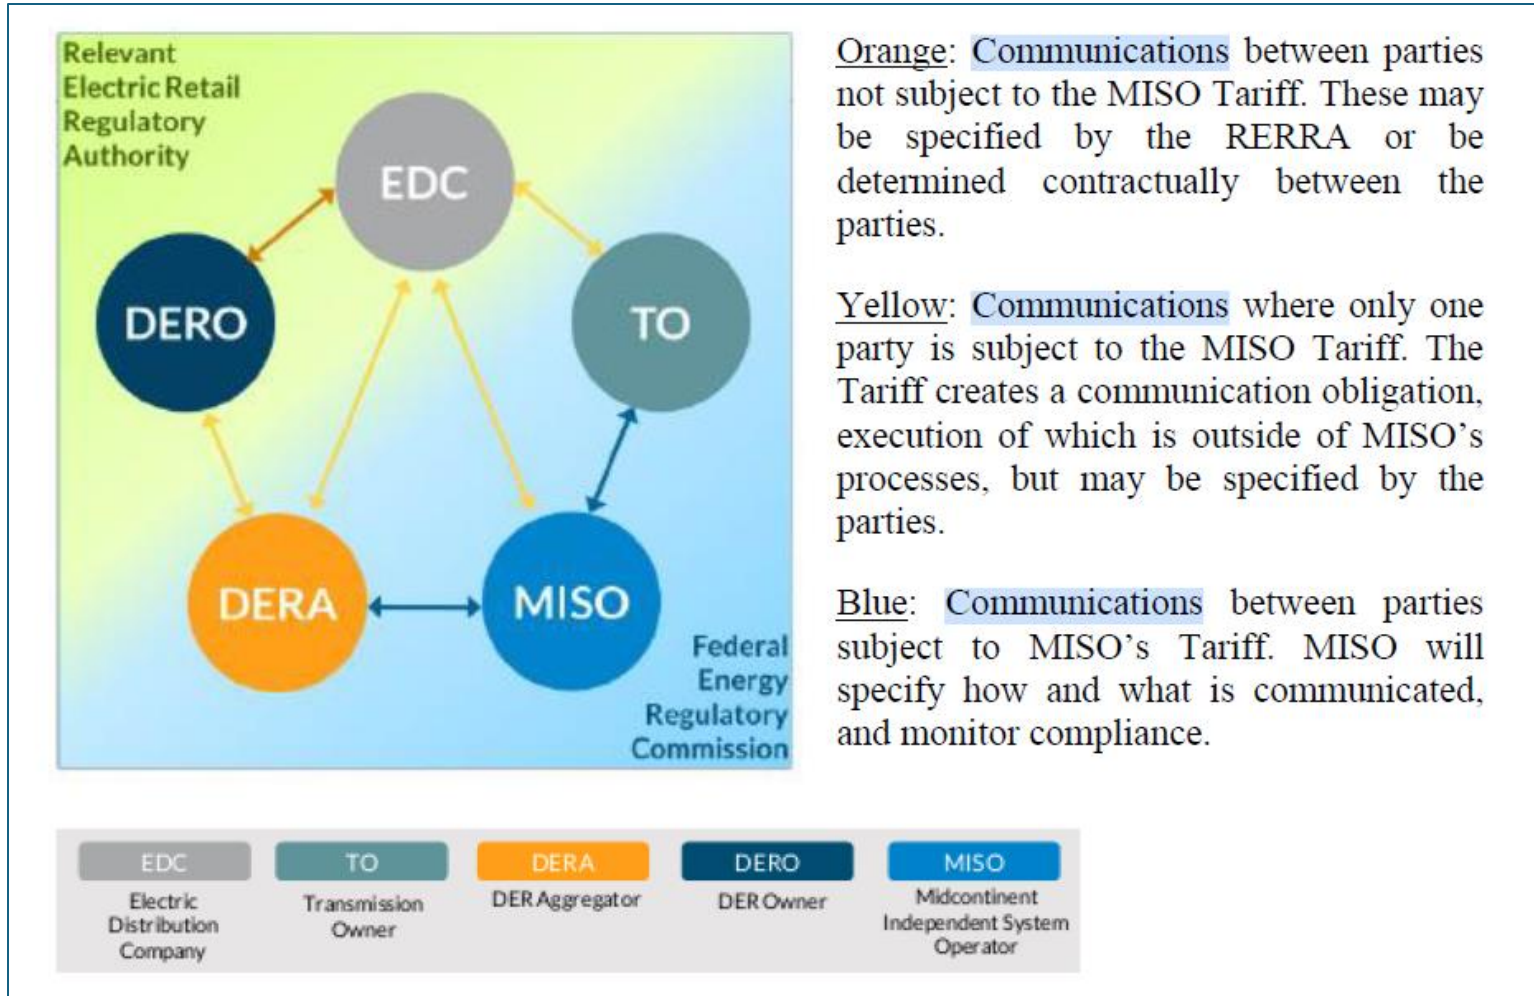 Relevant
Electric Retail
Regulatory
Authority
EDC
DERO
TO
DERA
MISO
Federal
Energy
Regulatory
Commission
Orange: Communications between parties
not subject to the MISO Tariff. These may
be specified by the RERRA or be
determined contractually between the
parties.
Yellow: Communications where only one
party is subject to the MISO Tariff. The
Tariff creates a communication obligation,
execution of which is outside of MISO’s
processes, but may be specified by the
parties.
Blue: Communications between parties
subject to MISO’s Tariff. MISO will
specify how and what is communicated,
and monitor compliance.
EDC
Electric
Distribution
Company
TO
Transmission
Owner
DERA
DER Aggregator
DERO
DER Owner
MISO
Midcontinent
Independent System
Operator